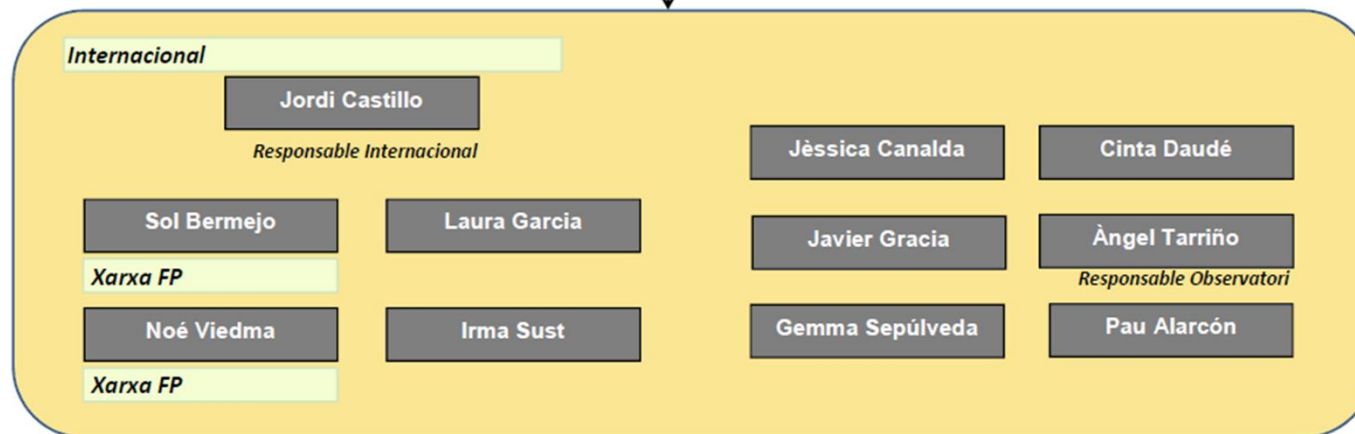 Internacional
Jordi Castillo
Responsable Internacional
Sol Bermejo
Laura Garcia
Xarxa FP
Noé Viedma
Irma Sust
Xarxa FP
Jèssica Canalda
Cinta Daudé
Javier Gracia
Àngel Tarriño
Responsable Observatori
Gemma Sepúlveda
Pau Alarcón